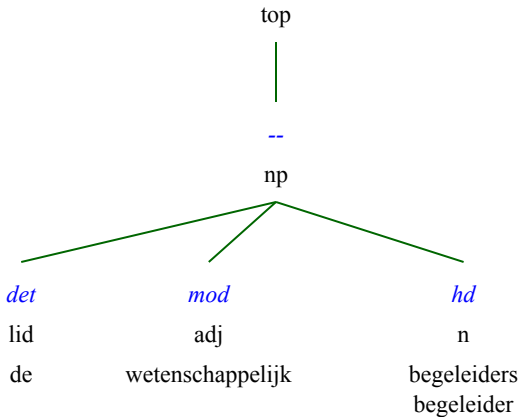 top
--
np
det mod hd
lid adj n
de wetenschappelijk begeleiders
begeleider